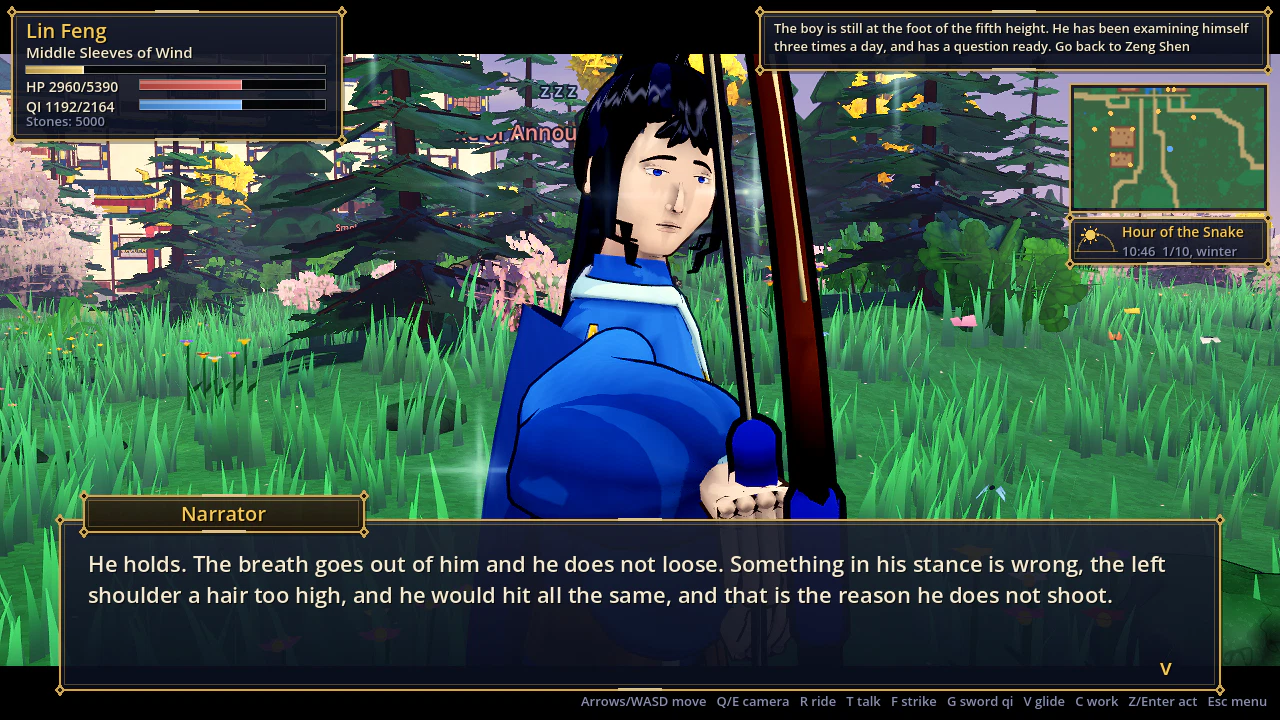 Lin Feng
Middle Sleeves of Wind
HP 2960/5390
QI 1192/2164
Stones: 5000
The boy is still at the foot of the fifth height. He has been examining himself
three times a day, and has a question ready. Go back to Zeng Shen
z z z
of Annou
Hour of the Snake
10:46 1/10, winter
Narrator
He holds. The breath goes out of him and he does not loose. Something in his stance is wrong, the left
shoulder a hair too high, and he would hit all the same, and that is the reason he does not shoot.
V
Arrows/WASD move Q/E camera R ride T talk F strike G sword qi V glide C work Z/Enter act Esc menu